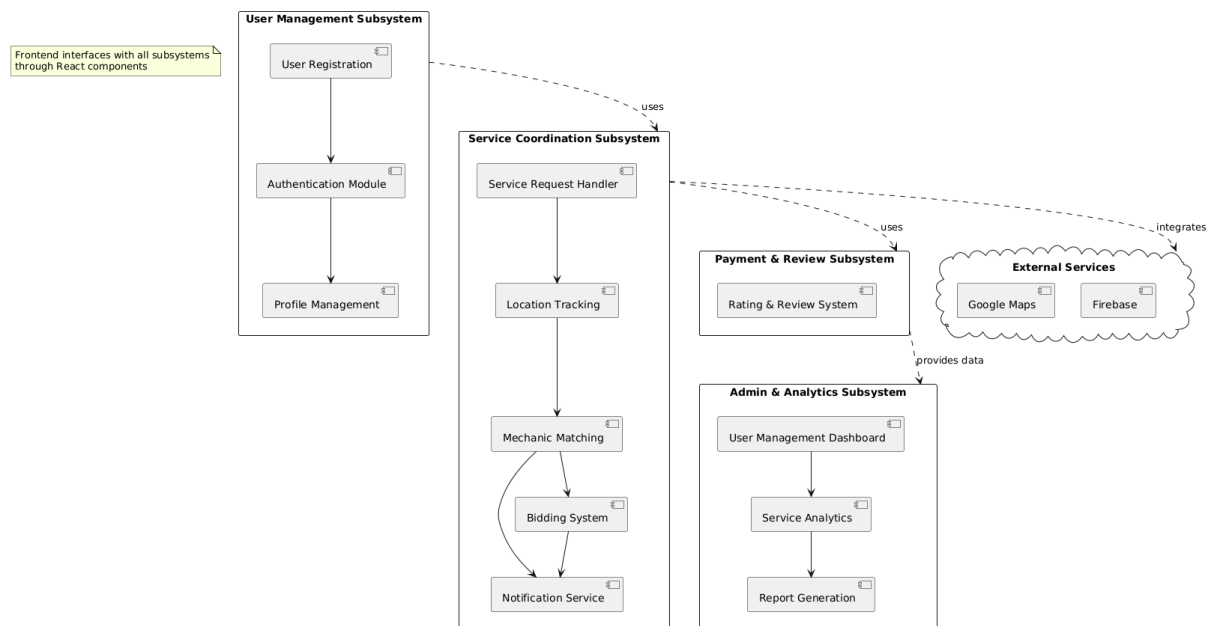 User Management Subsystem
Frontend interfaces with all subsystems
through React components
User Registration
Authentication Module
Profile Management
uses
Service Coordination Subsystem
Service Request Handler
Location Tracking
Mechanic Matching
Bidding System
Notification Service
uses
integrates
Payment & Review Subsystem
Rating & Review System
External Services
Google Maps
Firebase
provides data
Admin & Analytics Subsystem
User Management Dashboard
Service Analytics
Report Generation